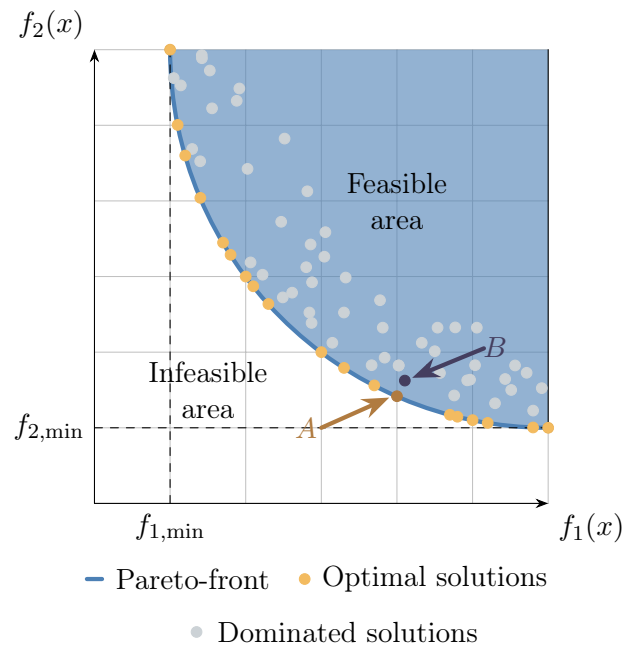 f₂(x)
Feasible
area
B
Infeasible
area
A
f₂,min
f₁,min
f₁(x)
Pareto-front
Optimal solutions
Dominated solutions